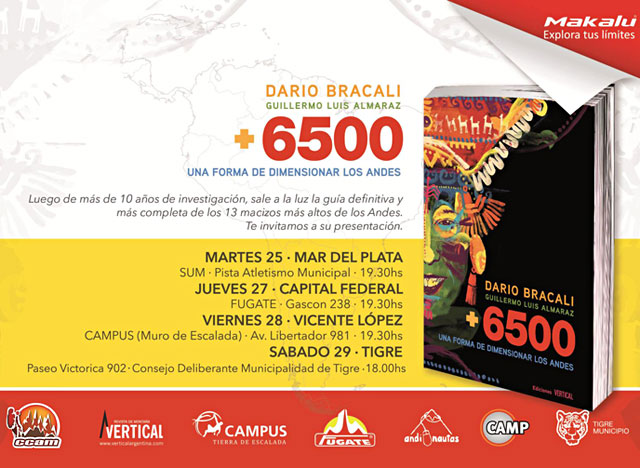 Makalu
Explora tus límites
DARIO BRACALI
GUILLERMO LUIS ALMARAZ
+ 6500
UNA FORMA DE DIMENSIONAR LOS ANDES
Luego de más de 10 años de investigación, sale a la luz la guía definitiva y
más completa de los 13 macizos más altos de los Andes.
Te invitamos a su presentación.
MARTES 25 · MAR DEL PLATA
SUM · Pista Atletismo Municipal · 19.30hs
JUEVES 27 · CAPITAL FEDERAL
FUGATE · Gascon 238 · 19.30hs
VIERNES 28 · VICENTE LÓPEZ
CAMPUS (Muro de Escalada) · Av. Libertador 981 · 19.30hs
SABADO 29 · TIGRE
Paseo Victorica 902 · Consejo Deliberante Municipalidad de Tigre · 18.00hs
DARIO BRACALI
GUILLERMO LUIS ALMARAZ
+ 6500
UNA FORMA DE DIMENSIONAR LOS ANDES
Ediciones VERTICAL
ccam
VERTICAL
www.verticalargentina.com
CAMPUS
TIERRA DE ESCALADA
FUGATE
andinautas
CAMP
TIGRE
MUNICIPIO